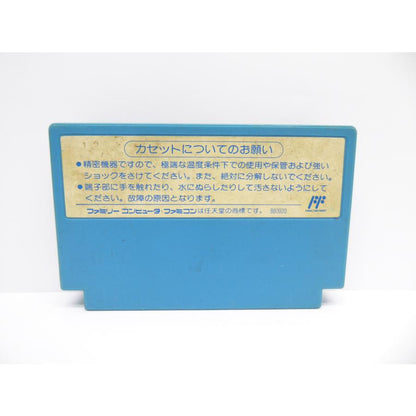 カセットについてのお願い
●精密機器ですので、極端な温度条件下での使用や保管および強い
ショックをさけてください。また、絶対に分解しないでください。
●端子部に手を触れたり、水にぬらしたりして汚さないようにして
ください。故障の原因となります。
ファミリー コンピュータ・ファミコンは任天堂の商標です。